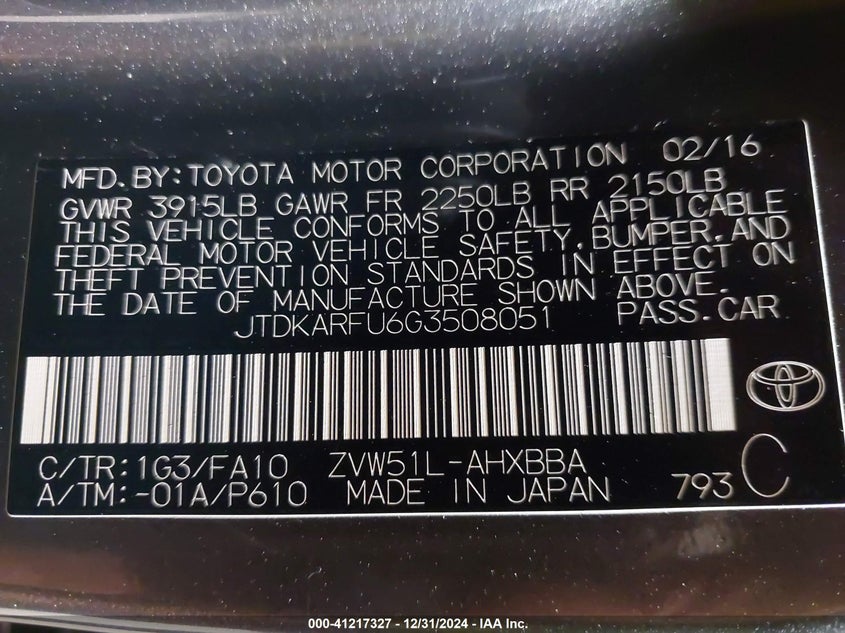 MFD.BY:TOYOTA MOTOR CORPORATION 02/16
GVWR 3915LB GAWR FR 2250LB RR 2150LB
THIS VEHICLE CONFORMS TO ALL APPLICABLE
FEDERAL MOTOR VEHICLE SAFETY,BUMPER,AND
THEFT PREVENTION STANDARDS IN EFFECT ON
THE DATE OF MANUFACTURE SHOWN ABOVE.
JTDKARFU6G3508051 PASS.CAR
C/TR:1G3/FA10 ZVW51L-AHXBBA
A/TM:-01A/P610 MADE IN JAPAN 793 C
000-41217327 - 12/31/2024 - IAA Inc.